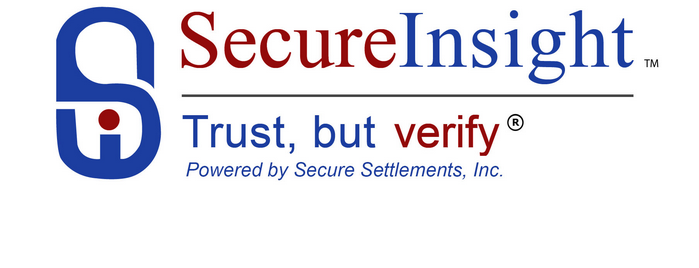 SecureInsight™
Trust, but verify®
Powered by Secure Settlements, Inc.